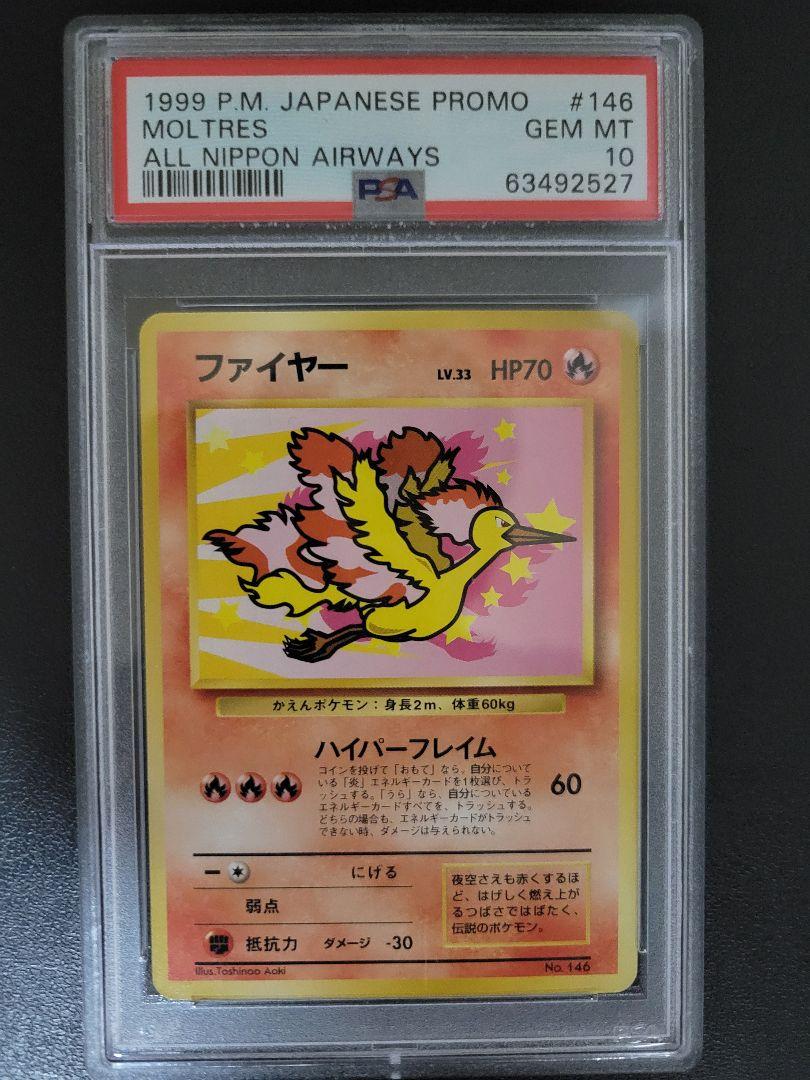 1999 P.M. JAPANESE PROMO #146
MOLTRES GEM MT
ALL NIPPON AIRWAYS 10
PSA 63492527
ファイヤー LV.33 HP70
かえんポケモン：身長2m、体重60kg
ハイパーフレイム
コインを投げて「おもて」なら、自分について
いる「炎」エネルギーカードを1枚選び、トラ
ッシュする。「うら」なら、自分についている
エネルギーカードすべてを、トラッシュする。
どちらの場合も、エネルギーカードがトラッシュ
できない時、ダメージは与えられない。
60
にげる
弱点
抵抗力 ダメージ -30
夜空さえも赤くするほ
ど、はげしく燃え上が
るつばさではばたく、
伝説のポケモン。
Illus.Toshinao Aoki No. 146